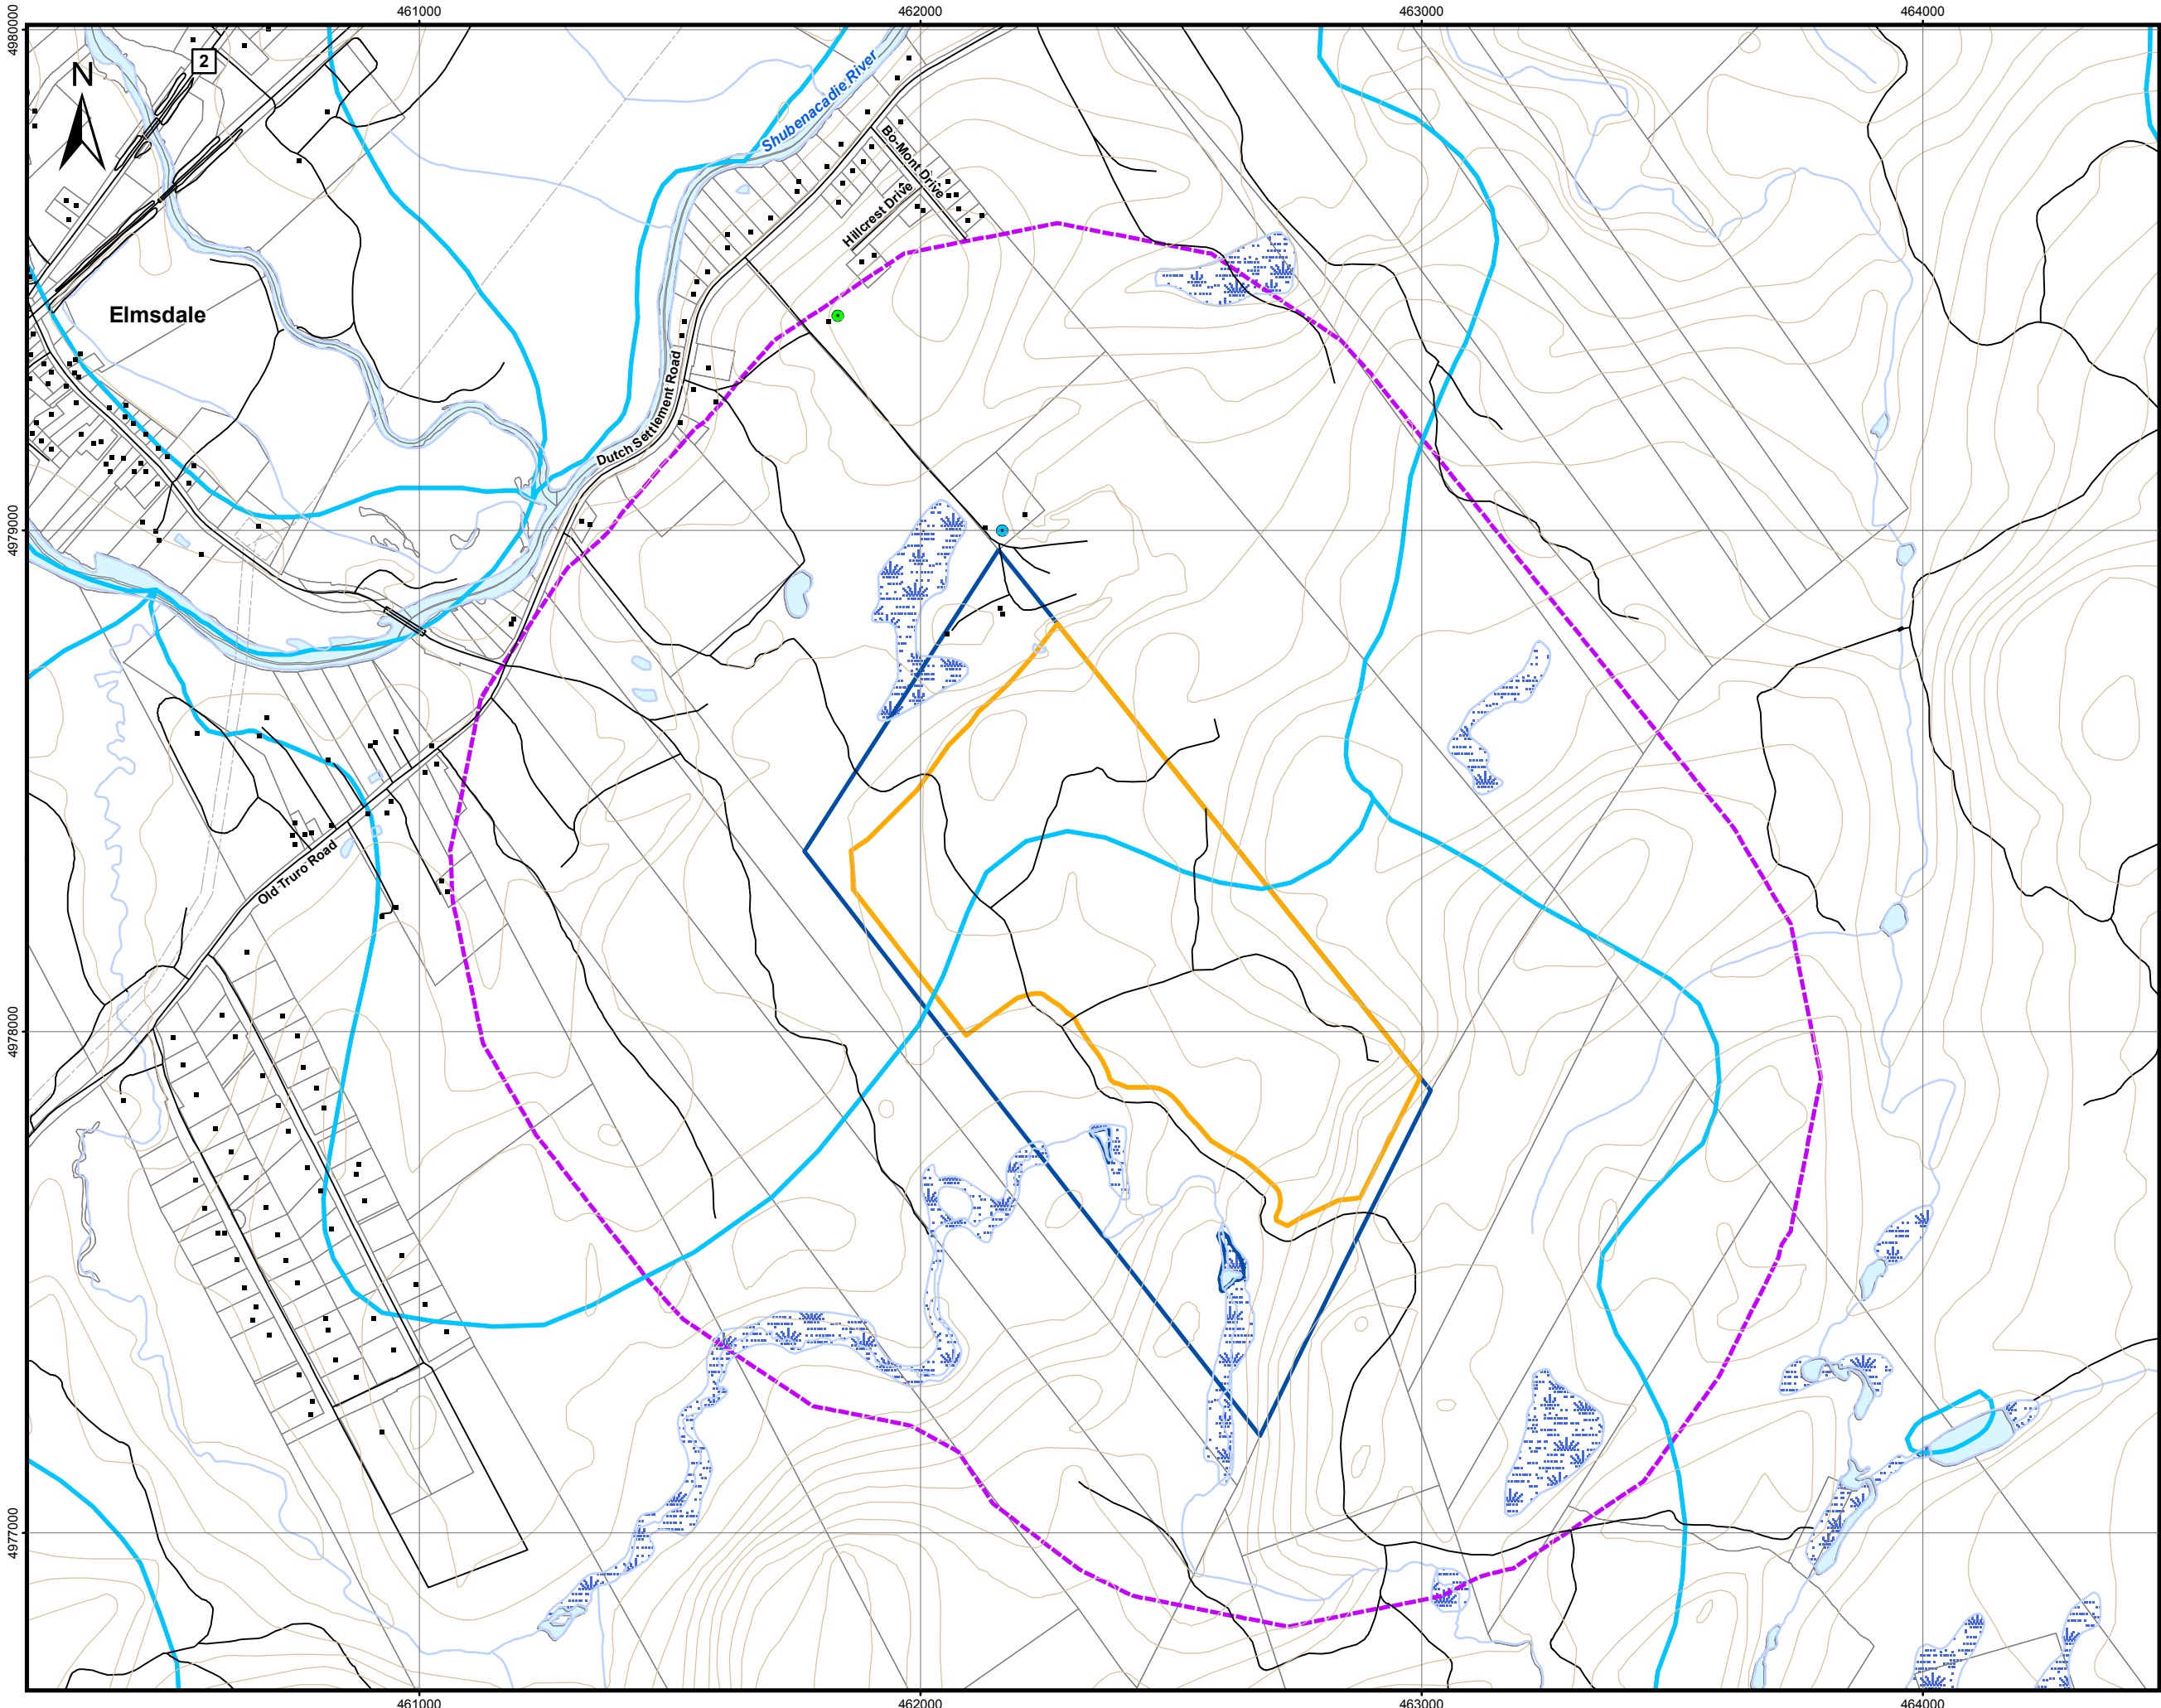 461000
462000
463000
464000
4980000
2
N
Shubenacadie River
Bo-Mont Drive
Hillcrest Drive
Elmsdale
Dutch Settlement Road
4979000
Old Truro Road
4978000
4977000
461000
462000
463000
464000